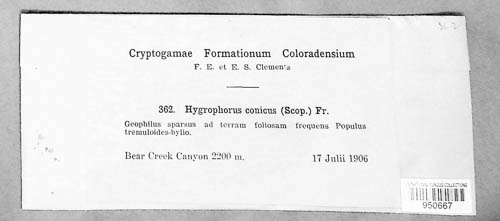 Cryptogamae Formationum Coloradensium
F. E. et E. S. Clements
362. Hygrophorus conicus (Scop.) Fr.
Geophilus sparsus ad terram foliosam frequens Populus
tremuloides-hylio.
Bear Creek Canyon 2200 m. 17 Julii 1906
950667